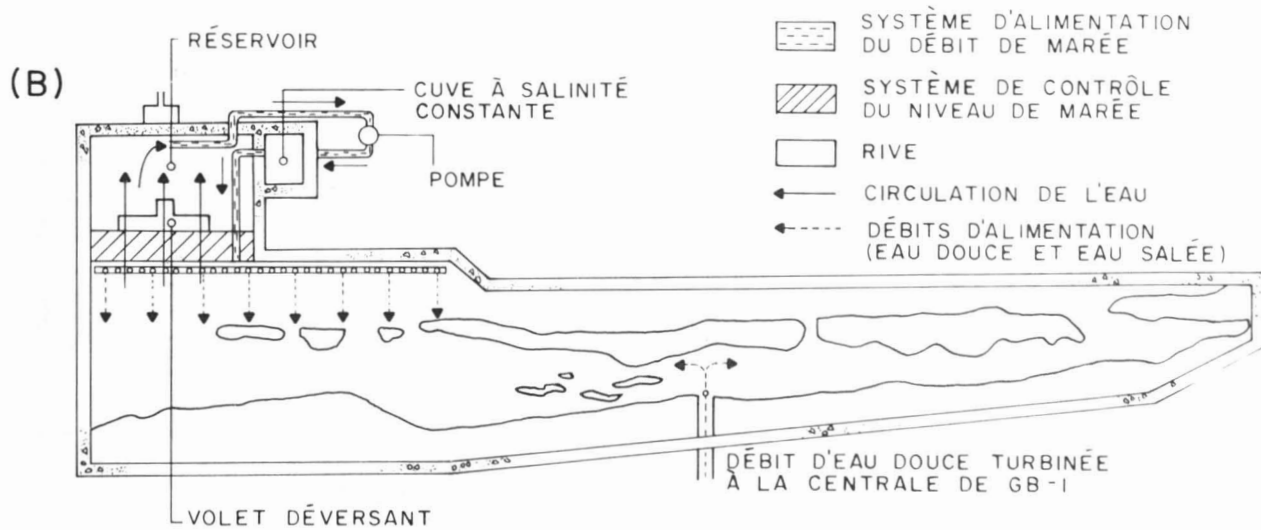 (B)
RÉSERVOIR
CUVE À SALINITÉ
CONSTANTE
POMPE
SYSTÈME D'ALIMENTATION
DU DÉBIT DE MARÉE
SYSTÈME DE CONTRÔLE
DU NIVEAU DE MARÉE
RIVE
CIRCULATION DE L'EAU
DÉBITS D'ALIMENTATION
(EAU DOUCE ET EAU SALÉE)
DÉBIT D'EAU DOUCE TURBINÉE
À LA CENTRALE DE GB-1
VOLET DÉVERSANT